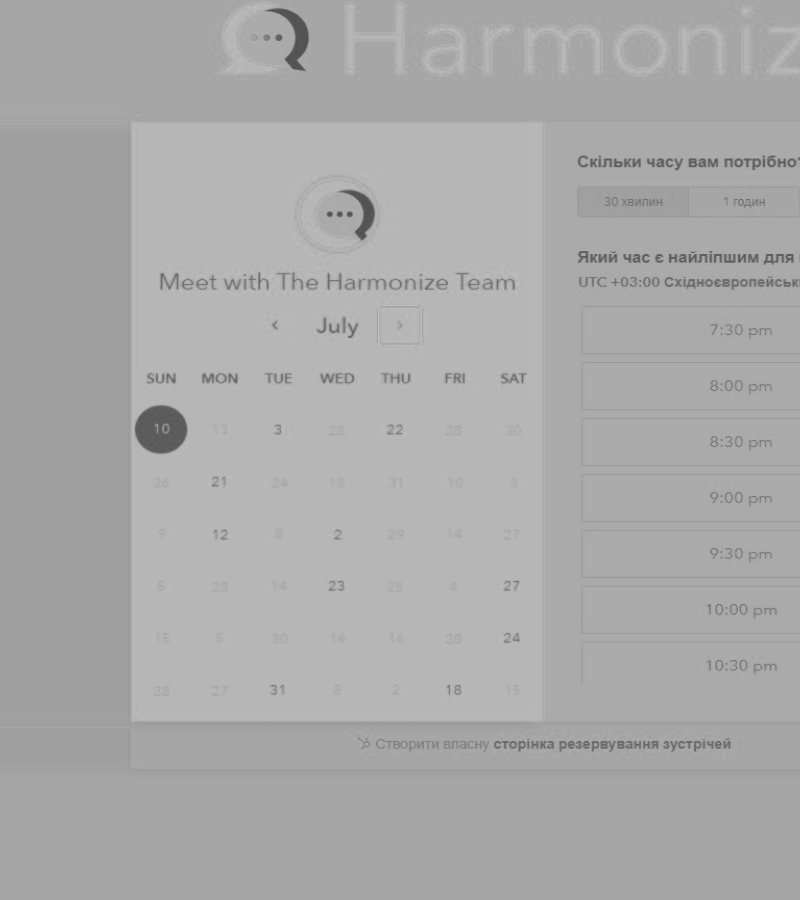 Harmoniz
Meet with The Harmonize Team
‹ July ›
SUN MON TUE WED THU FRI SAT
10 13 3 28 22 28 30
26 21 24 18 31 10 5
9 12 8 2 29 14 27
5 28 14 23 25 4 27
15 5 30 16 16 28 24
28 27 31 6 2 18 15
Скільки часу вам потрібно?
30 хвилин 1 годин
Який час є найліпшим для
UTC +03:00 Східноєвропейськ
7:30 pm
8:00 pm
8:30 pm
9:00 pm
9:30 pm
10:00 pm
10:30 pm
Створити власну сторінка резервування зустрічей